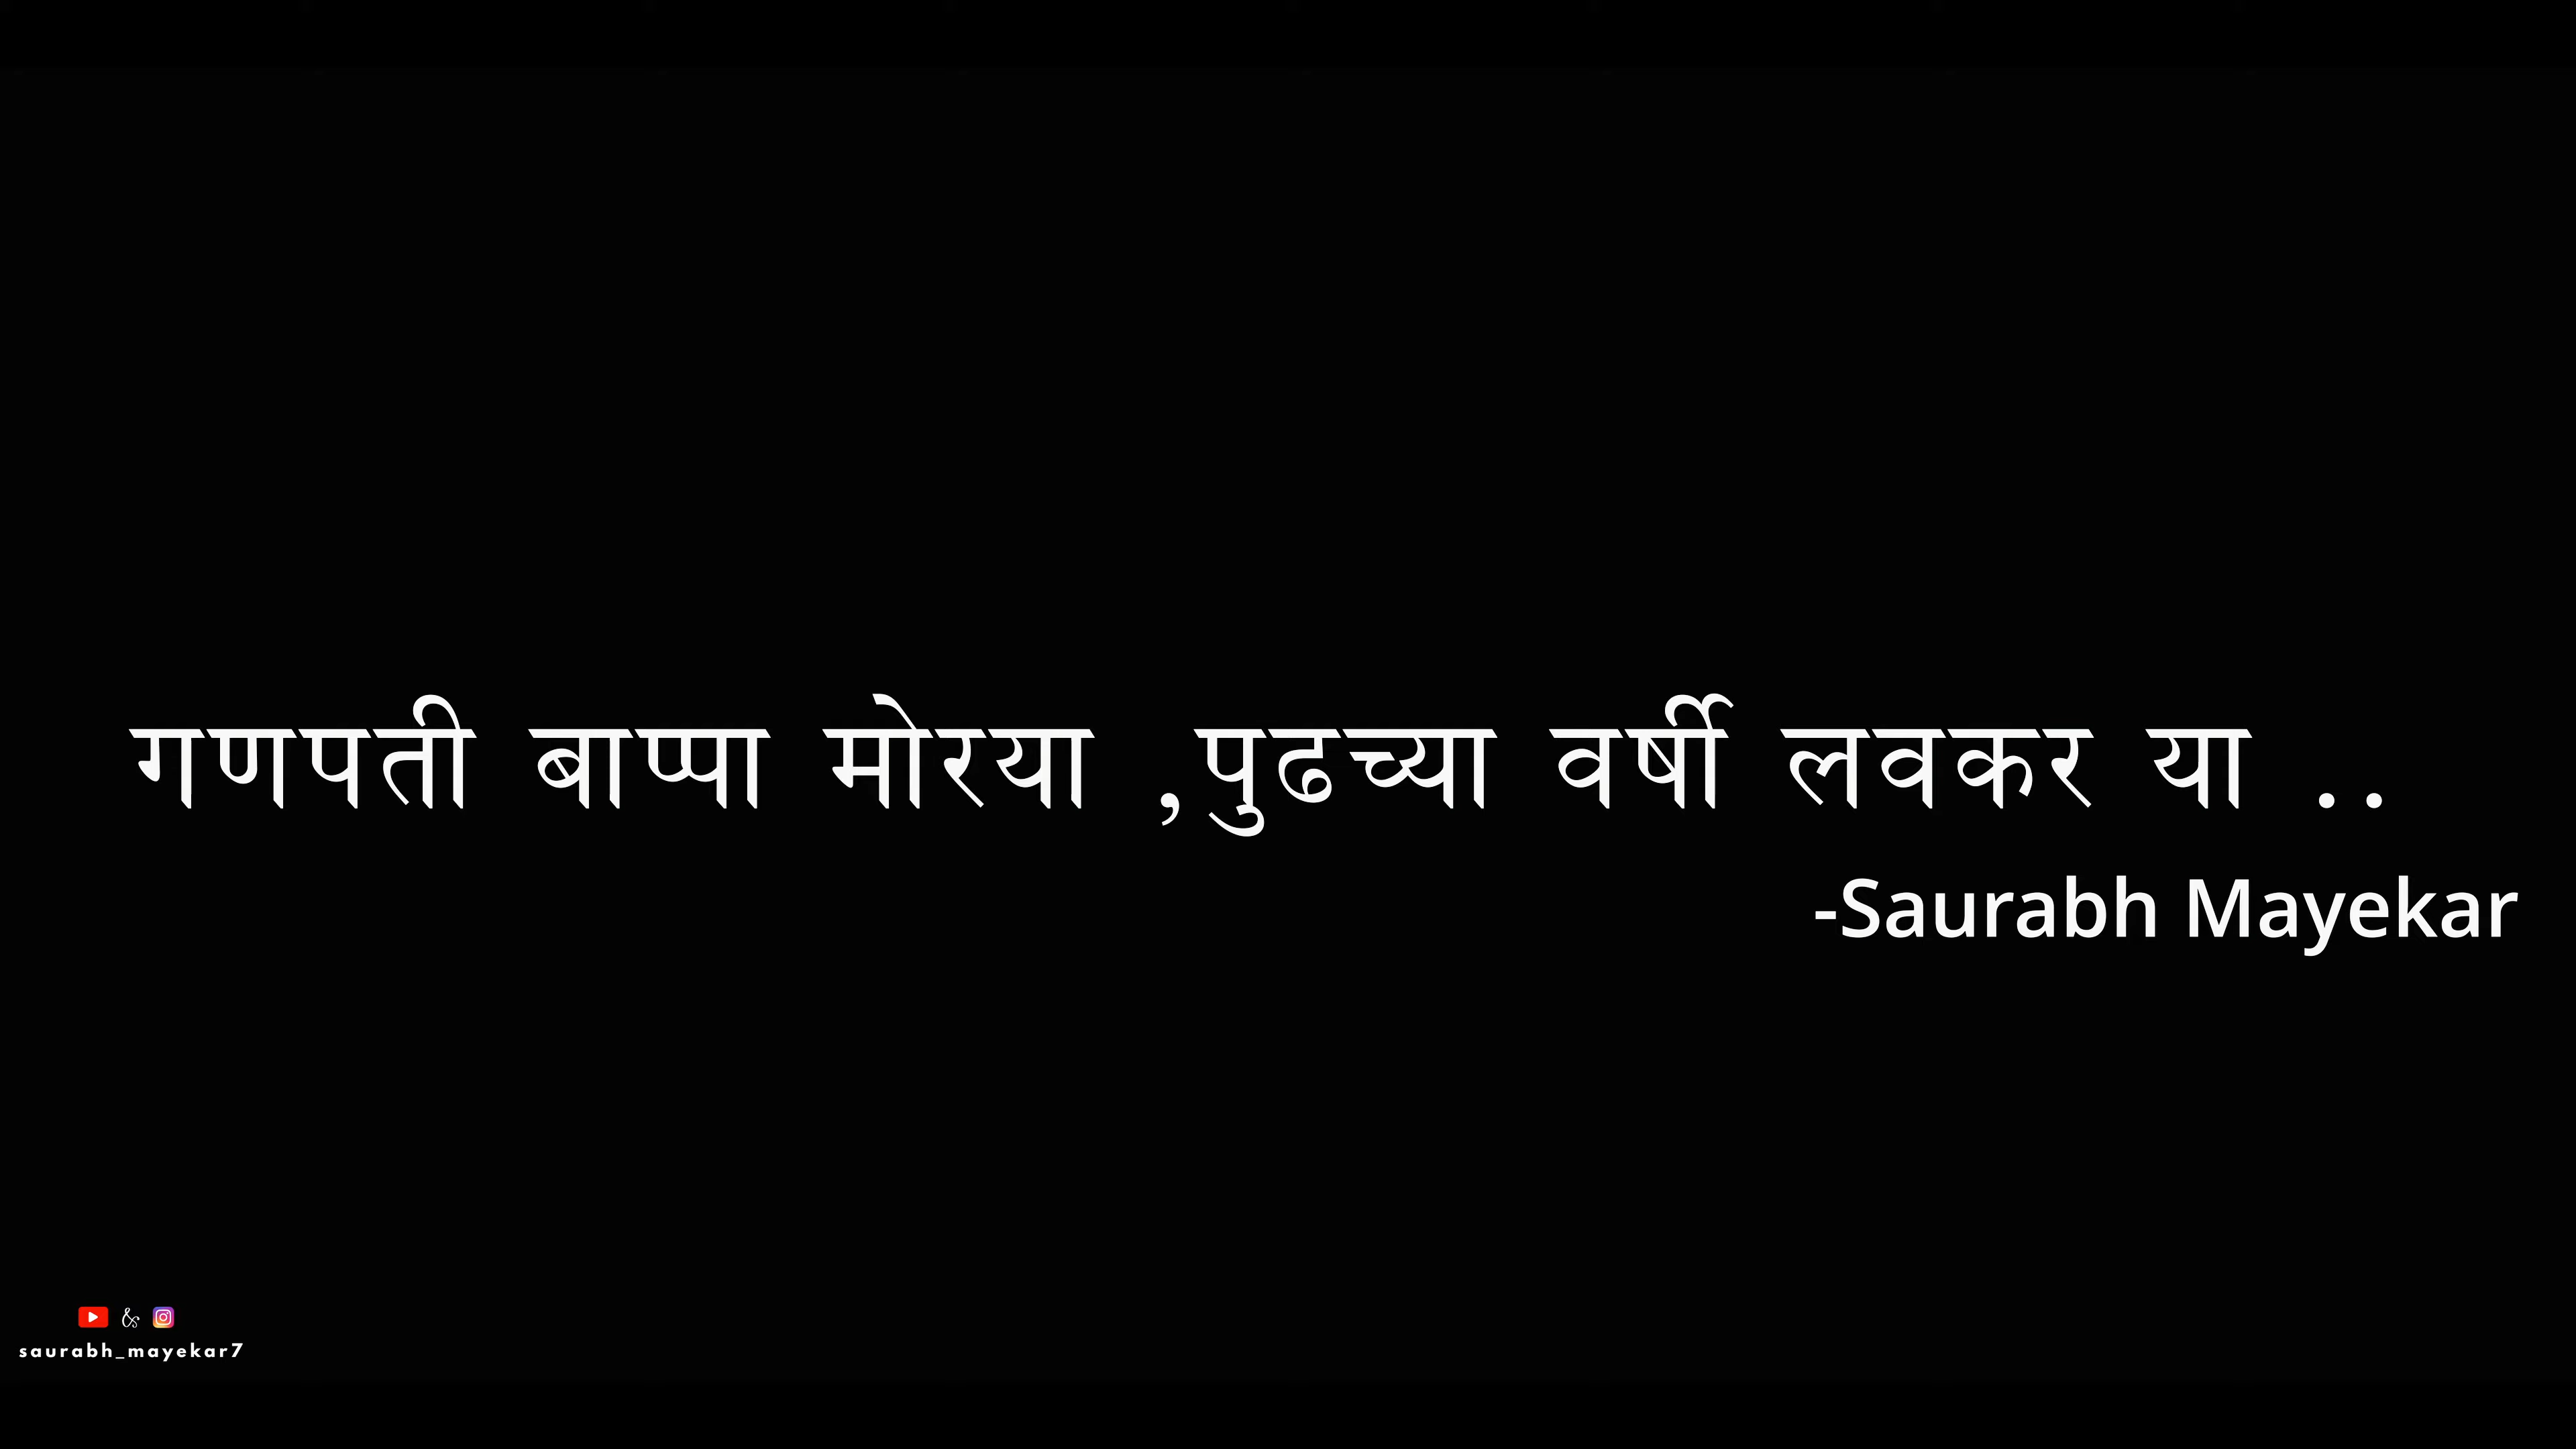 गणपती बाप्पा मोरया ,पुढच्या वर्षी लवकर या ..
-Saurabh Mayekar
&
saurabh_mayekar7